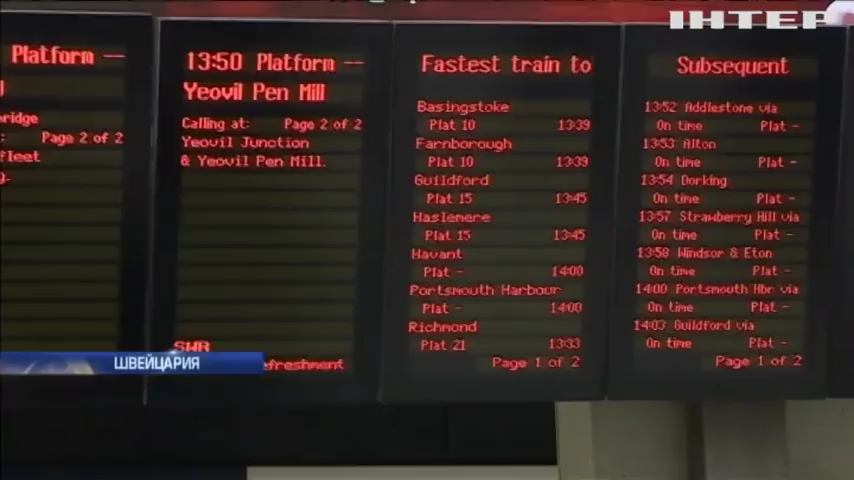 ІНТЕР
Platform --
Page 2 of 2
13:50 Platform --
Yeovil Pen Mill
Calling at: Page 2 of 2
Yeovil Junction
& Yeovil Pen Mill.
SWR
efreshment
Fastest train to
Basingstoke
Plat 10 13:39
Farnborough
Plat 10 13:39
Guildford
Plat 15 13:45
Haslemere
Plat 15 13:45
Havant
Plat - 14:00
Portsmouth Harbour
Plat - 14:00
Richmond
Plat 21 13:33
Page 1 of 2
Subsequent
13:52 Addlestone via
On time Plat -
13:53 Alton
On time Plat -
13:54 Dorking
On time Plat -
13:57 Strawberry Hill via
On time Plat -
13:58 Windsor & Eton
On time Plat -
14:00 Portsmouth Hbr via
On time Plat -
14:03 Guildford via
On time Plat -
Page 1 of 2
ШВЕЙЦАРИЯ